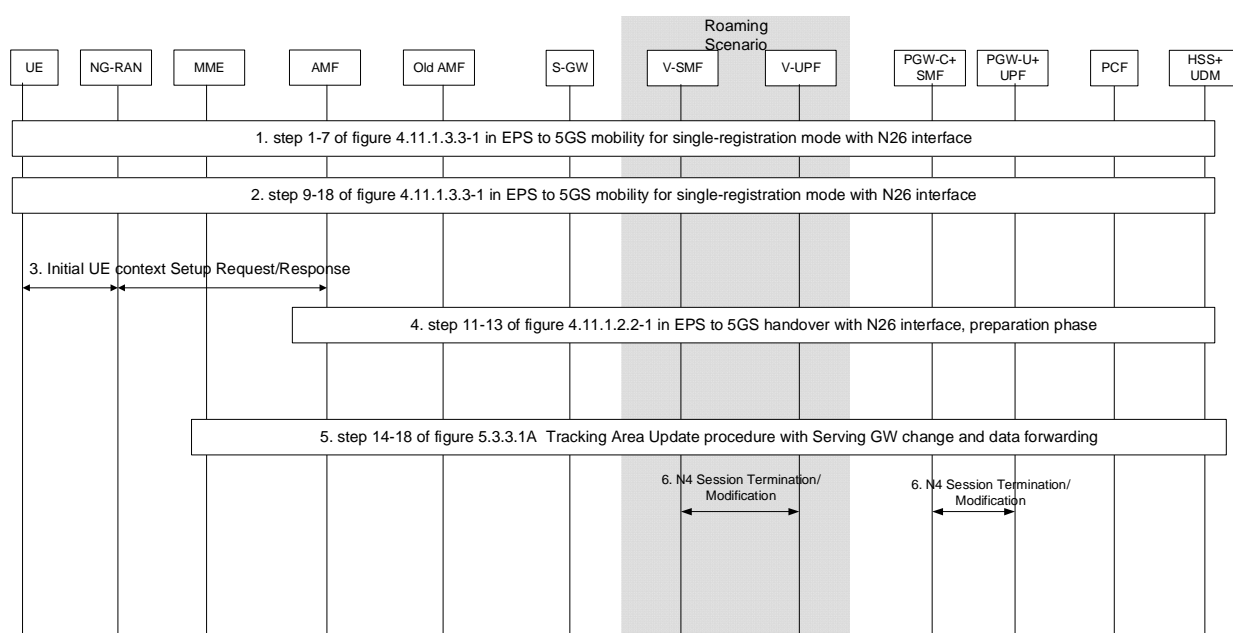 Roaming
Scenario
UE
NG-RAN
MME
AMF
Old AMF
S-GW
V-SMF
V-UPF
PGW-C+
SMF
PGW-U+
UPF
PCF
HSS+
UDM
1. step 1-7 of figure 4.11.1.3.3-1 in EPS to 5GS mobility for single-registration mode with N26 interface
2. step 9-18 of figure 4.11.1.3.3-1 in EPS to 5GS mobility for single-registration mode with N26 interface
3. Initial UE context Setup Request/Response
4. step 11-13 of figure 4.11.1.2.2-1 in EPS to 5GS handover with N26 interface, preparation phase
5. step 14-18 of figure 5.3.3.1A Tracking Area Update procedure with Serving GW change and data forwarding
6. N4 Session Termination/
Modification
6. N4 Session Termination/
Modification